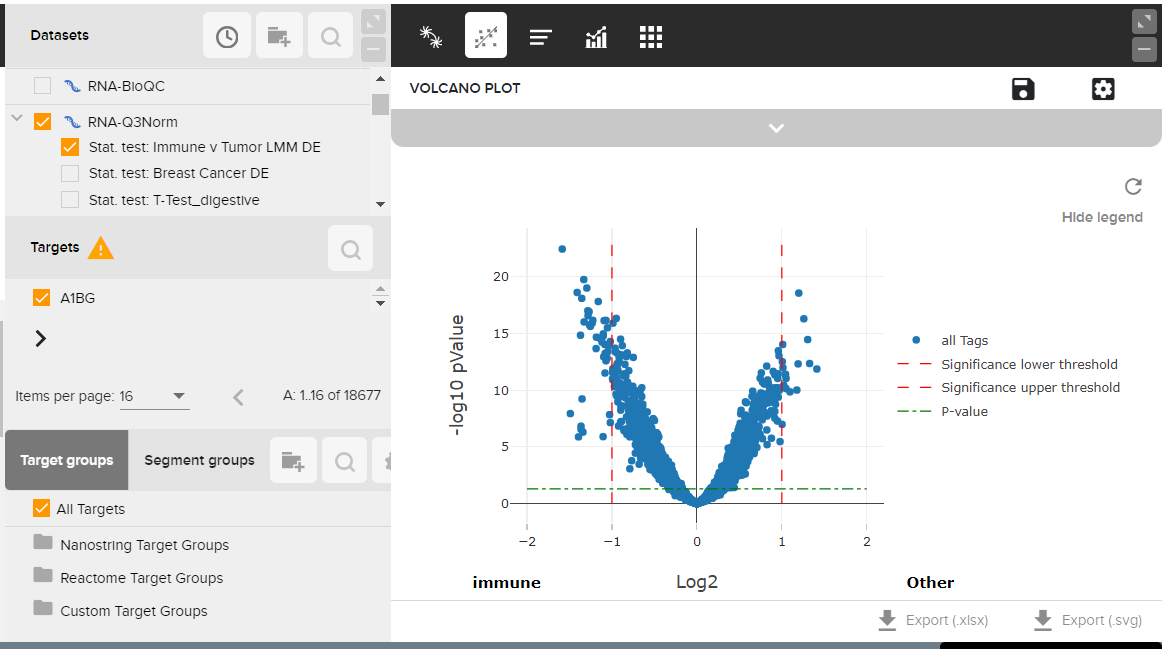 Datasets
RNA-BioQC
RNA-Q3Norm
Stat. test: Immune v Tumor LMM DE
Stat. test: Breast Cancer DE
Stat. test: T-Test_digestive
Targets
A1BG
Items per page: 16
A: 1..16 of 18677
Target groups
Segment groups
All Targets
Nanostring Target Groups
Reactome Target Groups
Custom Target Groups
VOLCANO PLOT
Hide legend
-log10 pValue
20
15
10
5
0
−2 −1 0 1 2
immune Log2 Other
all Tags
Significance lower threshold
Significance upper threshold
P-value
Export (.xlsx) Export (.svg)